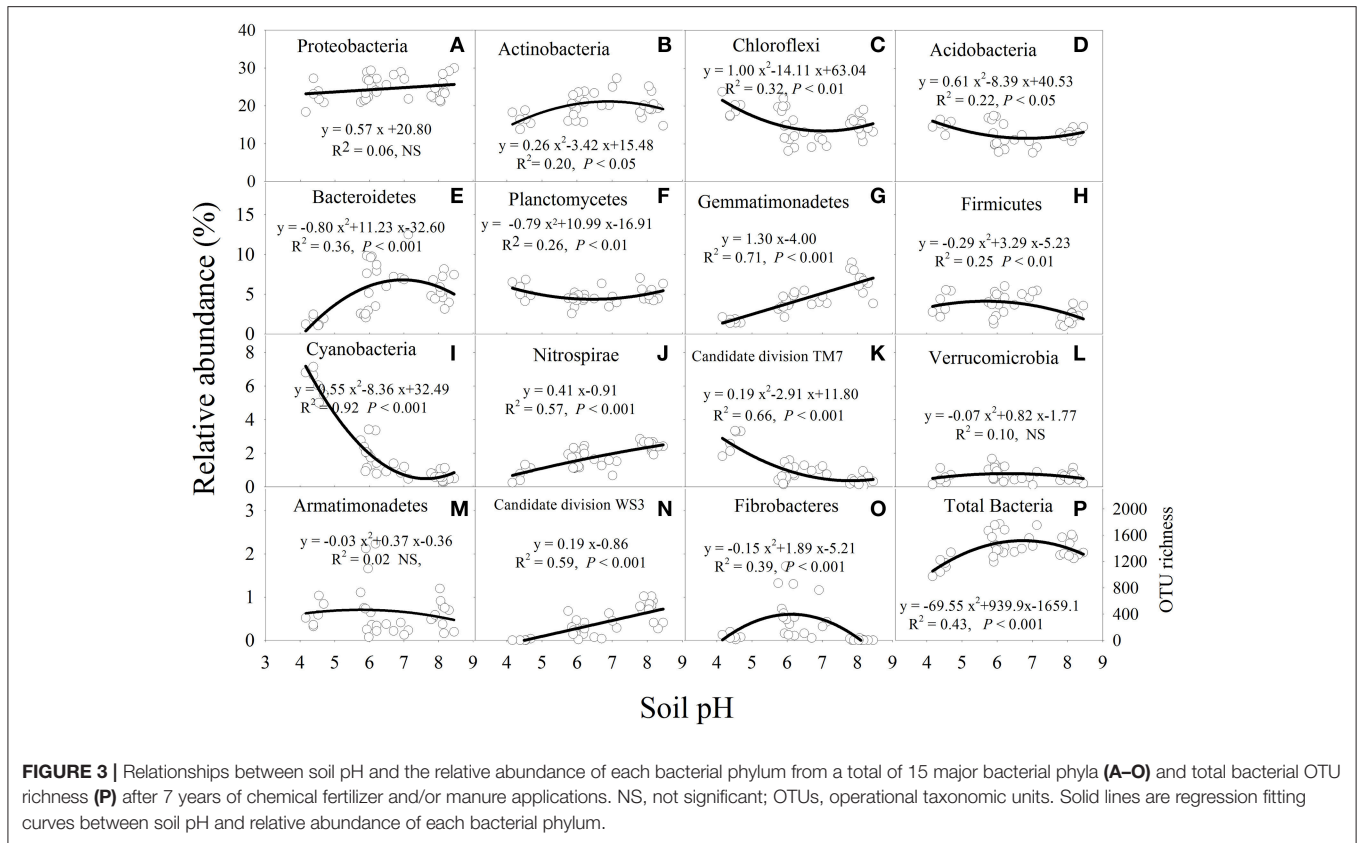 Relative abundance (%)
40
30
20
10
0
Proteobacteria A
y = 0.57 x +20.80
R² = 0.06, NS
Actinobacteria B
y = 0.26 x²-3.42 x+15.48
R²= 0.20, P < 0.05
Chloroflexi C
y = 1.00 x²-14.11 x+63.04
R² = 0.32, P < 0.01
Acidobacteria D
y = 0.61 x²-8.39 x+40.53
R² = 0.22, P < 0.05
15
10
5
0
Bacteroidetes E
y = -0.80 x²+11.23 x-32.60
R² = 0.36, P < 0.001
Planctomycetes F
y = -0.79 x²+10.99 x-16.91
R² = 0.26, P < 0.01
Gemmatimonadetes G
y = 1.30 x-4.00
R² = 0.71, P < 0.001
Firmicutes H
y = -0.29 x²+3.29 x-5.23
R² = 0.25 P < 0.01
8
6
4
2
0
Cyanobacteria I
y = 0.55 x²-8.36 x+32.49
R² = 0.92 P < 0.001
Nitrospirae J
y = 0.41 x-0.91
R² = 0.57, P < 0.001
Candidate division TM7 K
y = 0.19 x²-2.91 x+11.80
R² = 0.66, P < 0.001
Verrucomicrobia L
y = -0.07 x²+0.82 x-1.77
R² = 0.10, NS
3
2
1
0
Armatimonadetes M
y = -0.03 x²+0.37 x-0.36
R² = 0.02 NS,
Candidate division WS3 N
y = 0.19 x-0.86
R² = 0.59, P < 0.001
Fibrobacteres O
y = -0.15 x²+1.89 x-5.21
R² = 0.39, P < 0.001
Total Bacteria P
y = -69.55 x²+939.9x-1659.1
R² = 0.43, P < 0.001
2000
1600
1200
800
400
0
OTU richness
3 4 5 6 7 8 9 4 5 6 7 8 9 4 5 6 7 8 9 4 5 6 7 8 9
Soil pH
FIGURE 3 | Relationships between soil pH and the relative abundance of each bacterial phylum from a total of 15 major bacterial phyla (A–O) and total bacterial OTU
richness (P) after 7 years of chemical fertilizer and/or manure applications. NS, not significant; OTUs, operational taxonomic units. Solid lines are regression fitting
curves between soil pH and relative abundance of each bacterial phylum.